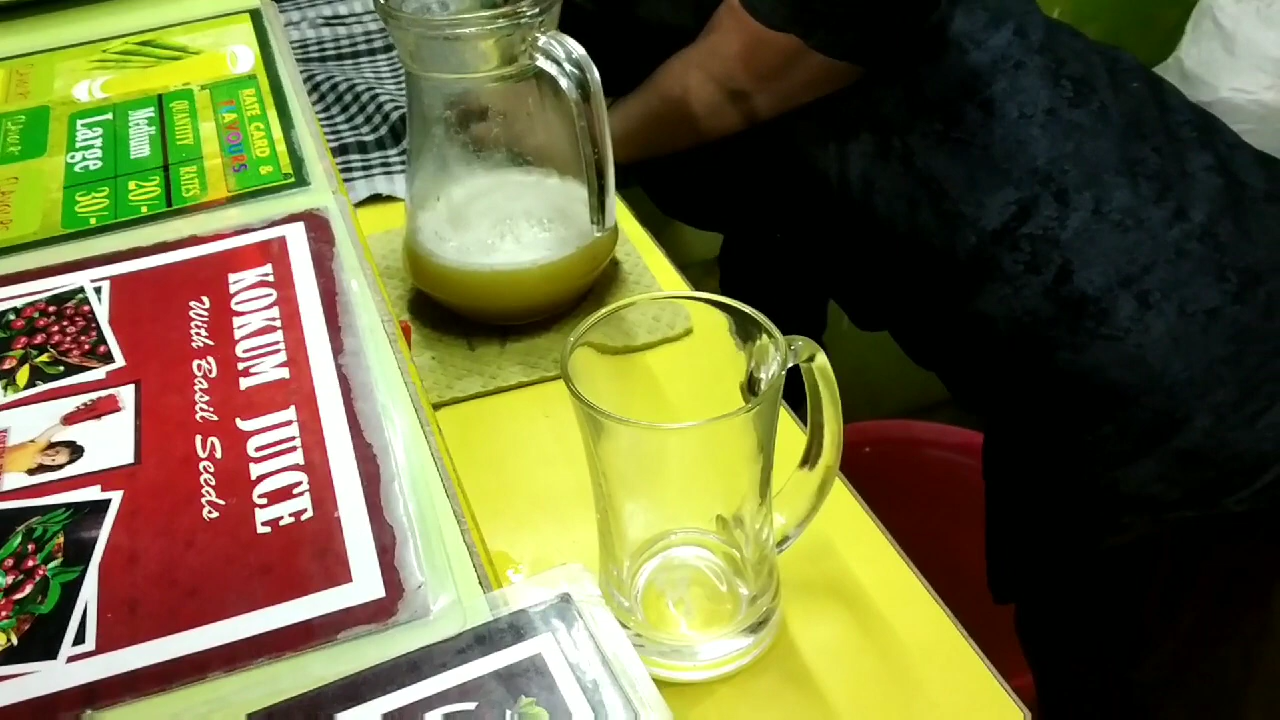 RATE CARD &
FLAVOURS
QUANTITY RATES
Medium 20/-
Large 30/-
KOKUM JUICE
With Basil Seeds